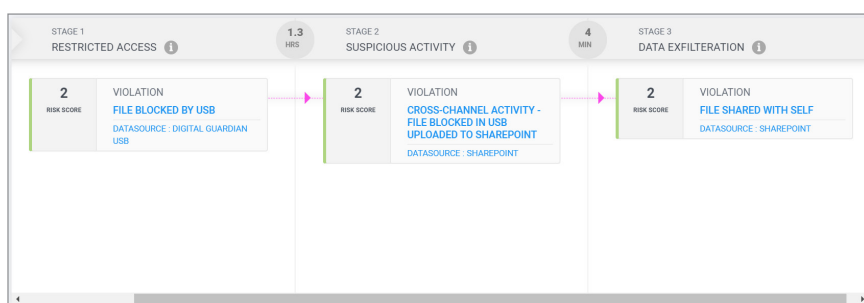 STAGE 1
RESTRICTED ACCESS
1.3
HRS
STAGE 2
SUSPICIOUS ACTIVITY
4
MIN
STAGE 3
DATA EXFILTERATION
2
RISK SCORE
VIOLATION
FILE BLOCKED BY USB
DATASOURCE : DIGITAL GUARDIAN
USB
2
RISK SCORE
VIOLATION
CROSS-CHANNEL ACTIVITY -
FILE BLOCKED IN USB
UPLOADED TO SHAREPOINT
DATASOURCE : SHAREPOINT
2
RISK SCORE
VIOLATION
FILE SHARED WITH SELF
DATASOURCE : SHAREPOINT